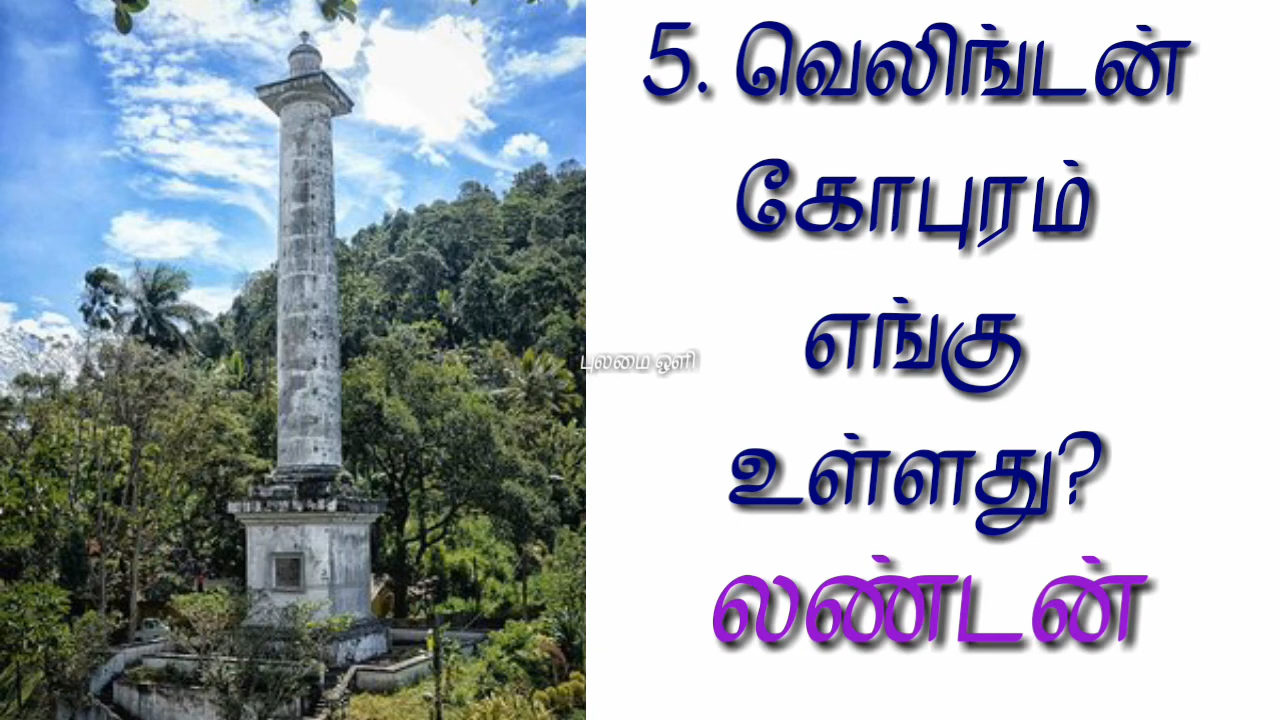 5. வெலிங்டன்
கோபுரம்
எங்கு
உள்ளது?
லண்டன்
புலமை ஒளி